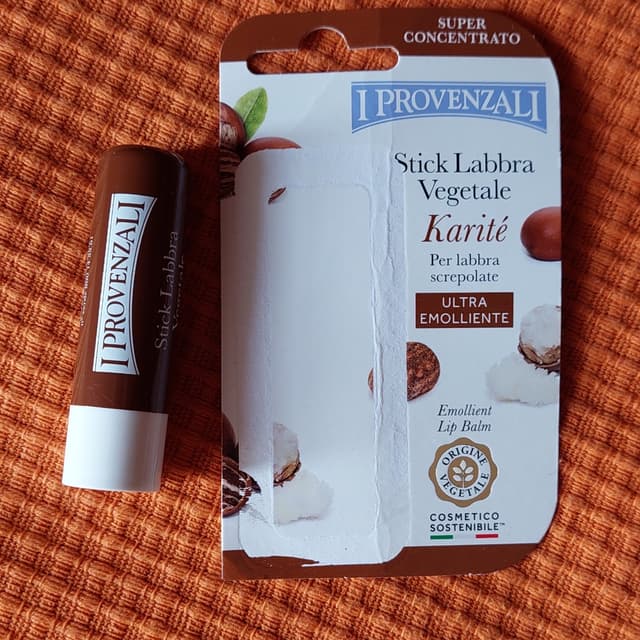 SUPER
CONCENTRATO
I PROVENZALI
Stick Labbra
Vegetale
Karité
Per labbra
screpolate
ULTRA
EMOLLIENTE
Emollient
Lip Balm
ORIGINE
VEGETALE
COSMETICO
SOSTENIBILE™
I PROVENZALI
Stick Labbra